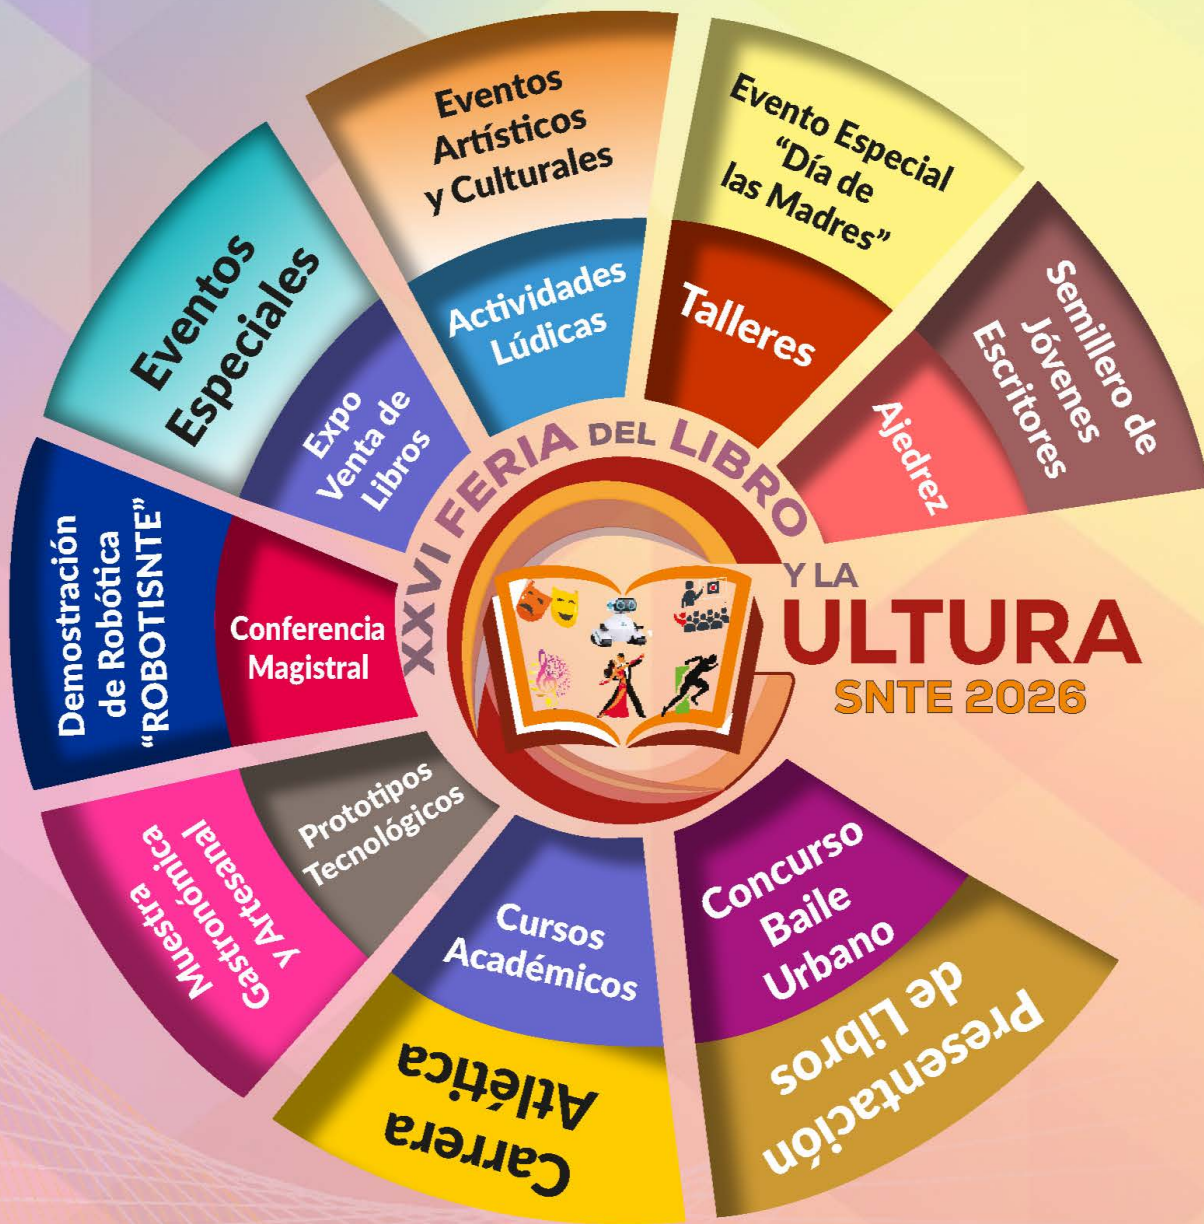 Eventos
Artísticos
y Culturales
Evento Especial
“Día de
las Madres”
Semillero de
Jóvenes
Escritores
Eventos
Especiales
Actividades
Lúdicas
Talleres
Ajedrez
Expo
Venta de
Libros
Demostración
de Robótica
“ROBOTISNTE”
Conferencia
Magistral
XXVI FERIA DEL LIBRO
Y LA
CULTURA
SNTE 2026
Muestra
Gastronómica
y Artesanal
Prototipos
Tecnológicos
Cursos
Académicos
Carrera
Atlética
Concurso
Baile
Urbano
Presentación
de Libros